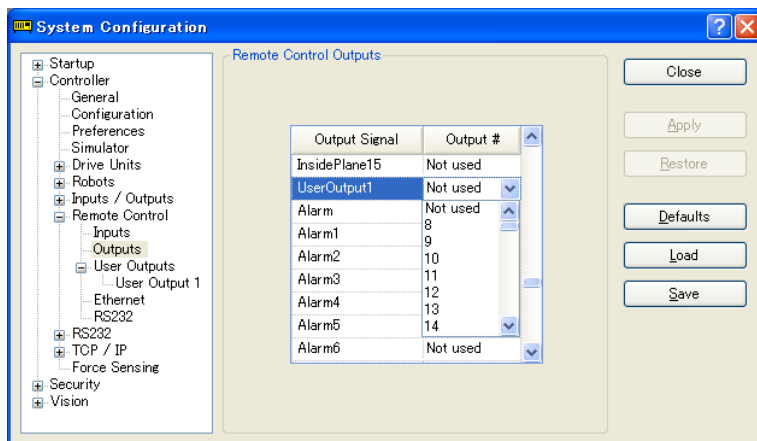 System Configuration
Startup
Controller
General
Configuration
Preferences
Simulator
Drive Units
Robots
Inputs / Outputs
Remote Control
Inputs
Outputs
User Outputs
User Output 1
Ethernet
RS232
RS232
TCP / IP
Force Sensing
Security
Vision
Remote Control Outputs
Output Signal Output #
InsidePlane15 Not used
UserOutput1 Not used
Alarm Not used
8
Alarm1 9
Alarm2 10
Alarm3 11
12
Alarm4 13
Alarm5 14
Alarm6 Not used
Close
Apply
Restore
Defaults
Load
Save